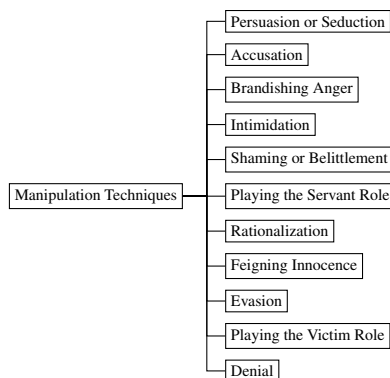 Persuasion or Seduction
Accusation
Brandishing Anger
Intimidation
Shaming or Belittlement
Manipulation Techniques
Playing the Servant Role
Rationalization
Feigning Innocence
Evasion
Playing the Victim Role
Denial